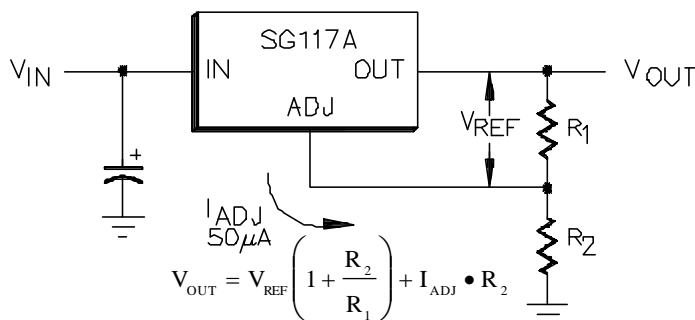 SG117A
V_IN IN OUT V_OUT
ADJ
V_REF R_1
+
I_ADJ
50μA
R_2
V_OUT = V_REF (1 + R_2 / R_1) + I_ADJ • R_2